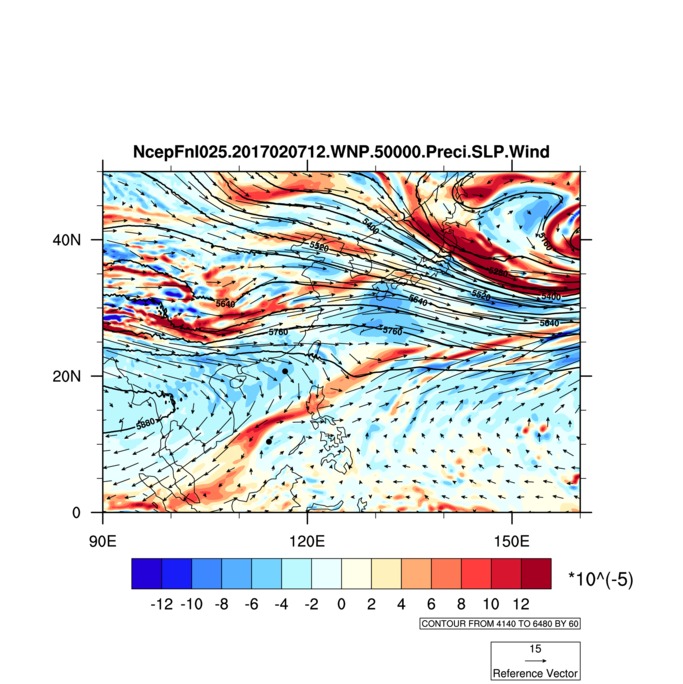 NcepFnl025.2017020712.WNP.50000.Preci.SLP.Wind
5400
5520
40N
5520
5400
5640
5640
5760
5760
5640
20N
5880
0
90E
120E
150E
*10^(-5)
-12 -10 -8 -6 -4 -2 0 2 4 6 8 10 12
CONTOUR FROM 4140 TO 6480 BY 60
15
Reference Vector